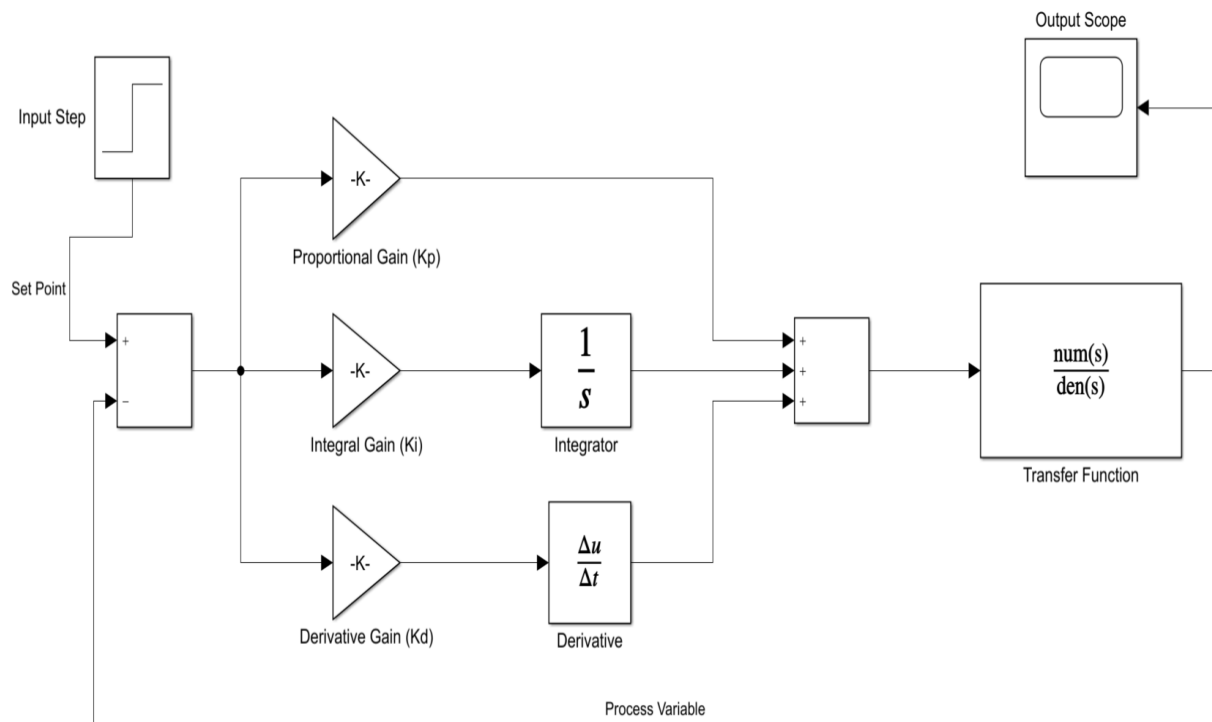 Output Scope
Input Step
-K-
Proportional Gain (Kp)
Set Point
+
−
-K-
Integral Gain (Ki)
1
s
Integrator
+
+
+
num(s)
den(s)
Transfer Function
-K-
Derivative Gain (Kd)
Δu
Δt
Derivative
Process Variable